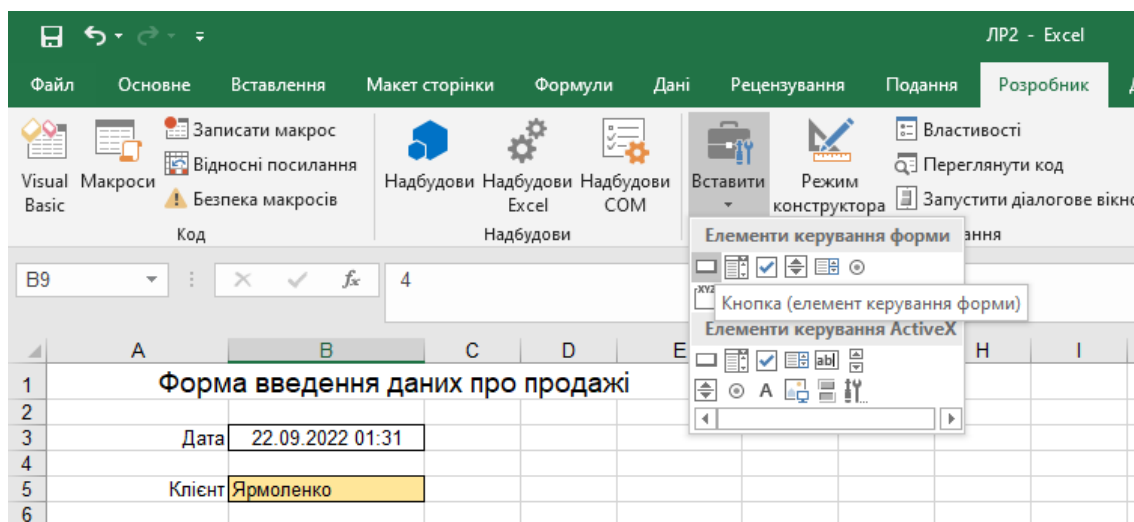 ЛР2 - Excel
Файл Основне Вставлення Макет сторінки Формули Дані Рецензування Подання Розробник
Visual Basic
Макроси
Записати макрос
Відносні посилання
Безпека макросів
Код
Надбудови
Надбудови Excel
Надбудови COM
Надбудови
Вставити
Режим конструктора
Властивості
Переглянути код
Запустити діалогове
Елементи керування форми
Кнопка (елемент керування форми)
Елементи керування ActiveX
B9 fx 4
A B C D E H I
1 Форма введення даних про продажі
2
3 Дата 22.09.2022 01:31
4
5 Клієнт Ярмоленко
6